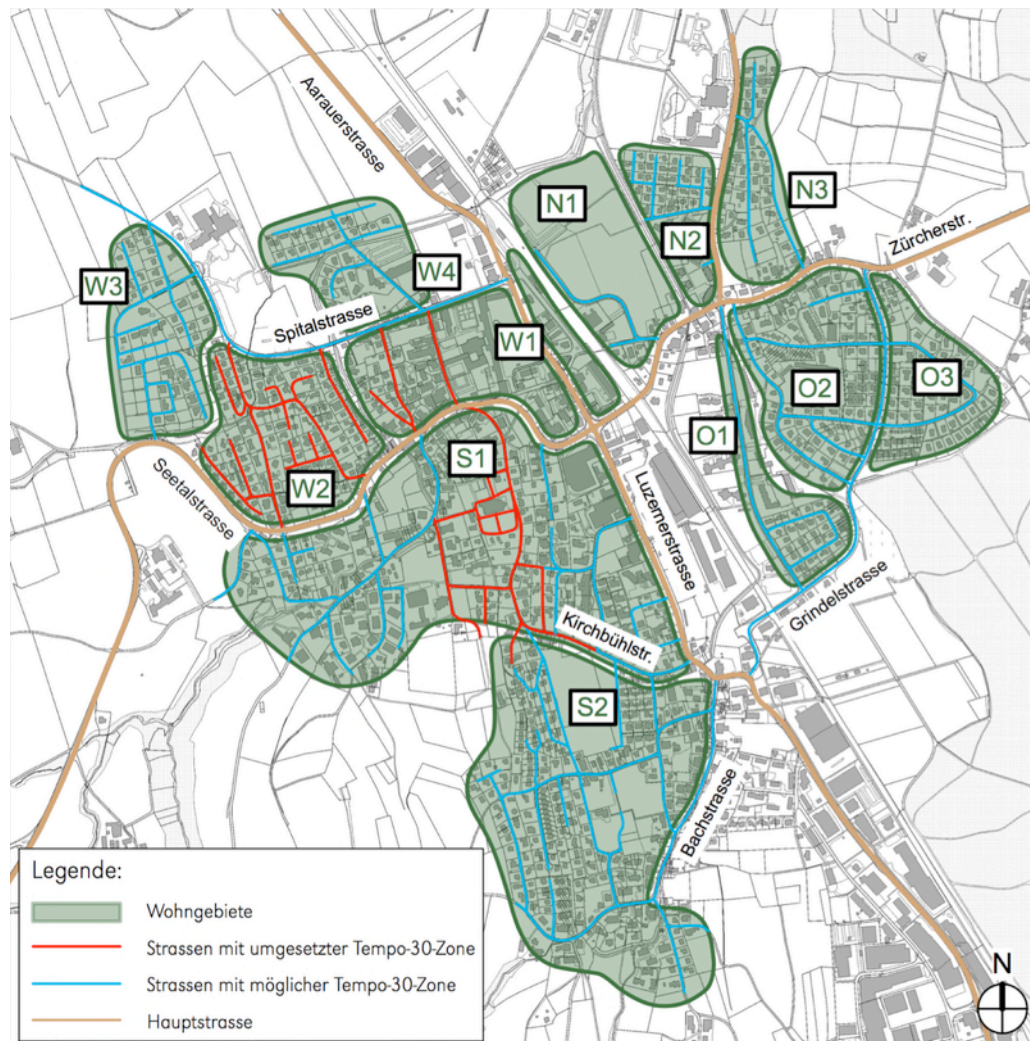 Aarauerstrasse
N1
N2
N3
Zürcherstr.
W3
W4
Spitalstrasse
W1
O2
O3
O1
S1
W2
Seetalstrasse
Luzernerstrasse
Grindelstrasse
Kirchbühlstr.
S2
Bachstrasse
Legende:
Wohngebiete
Strassen mit umgesetzter Tempo-30-Zone
Strassen mit möglicher Tempo-30-Zone
Hauptstrasse
N